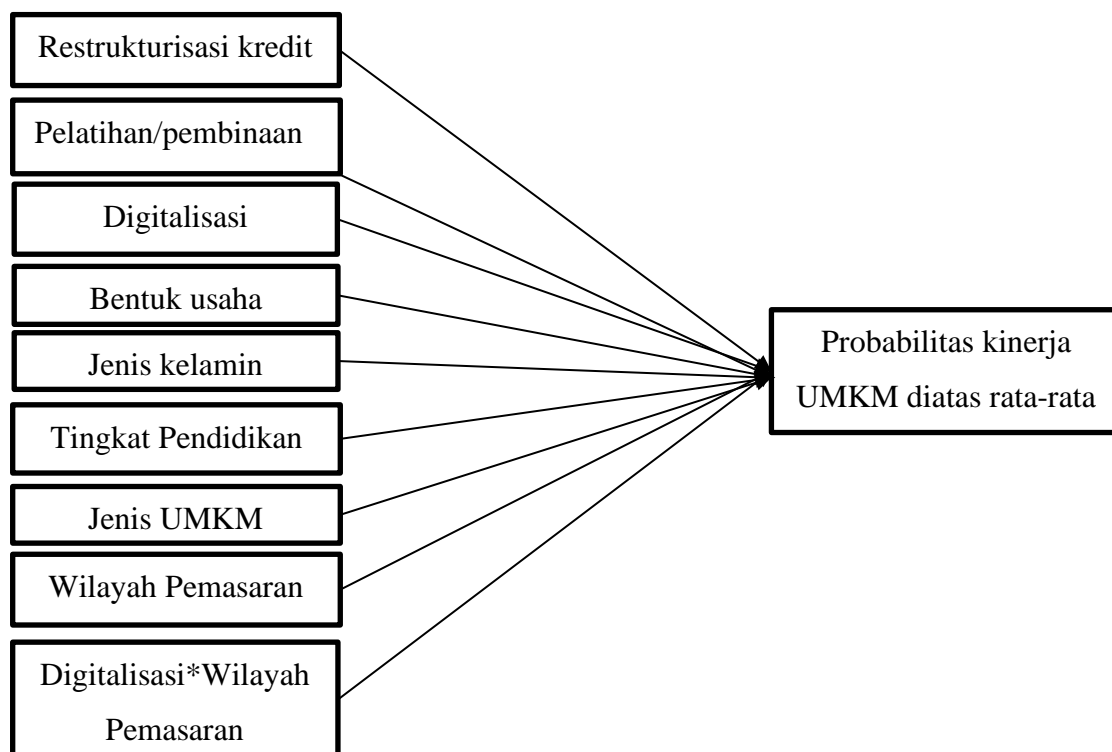 Restrukturisasi kredit
Pelatihan/pembinaan
Digitalisasi
Bentuk usaha
Jenis kelamin
Tingkat Pendidikan
Jenis UMKM
Wilayah Pemasaran
Digitalisasi*Wilayah
Pemasaran
Probabilitas kinerja
UMKM diatas rata-rata